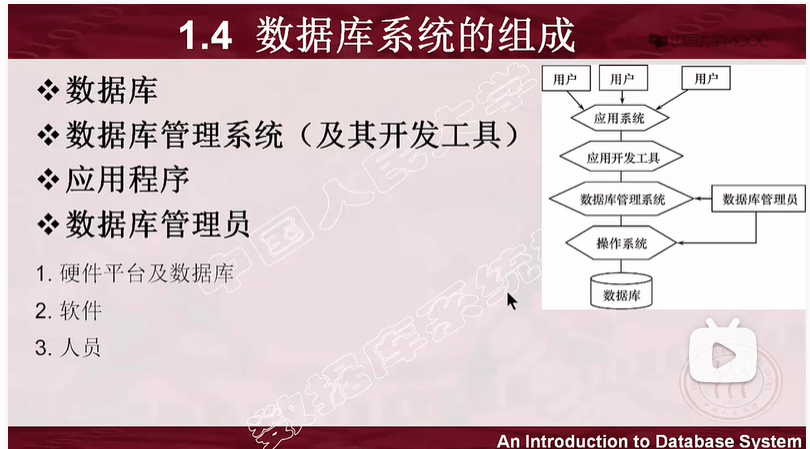 1.4 数据库系统的组成
中国大学MOOC
❖数据库
❖数据库管理系统（及其开发工具）
❖应用程序
❖数据库管理员
1. 硬件平台及数据库
2. 软件
3. 人员
用户 用户 用户
应用系统
应用开发工具
数据库管理系统 数据库管理员
操作系统
数据库
中国人民大学
数据库系统
An Introduction to Database System